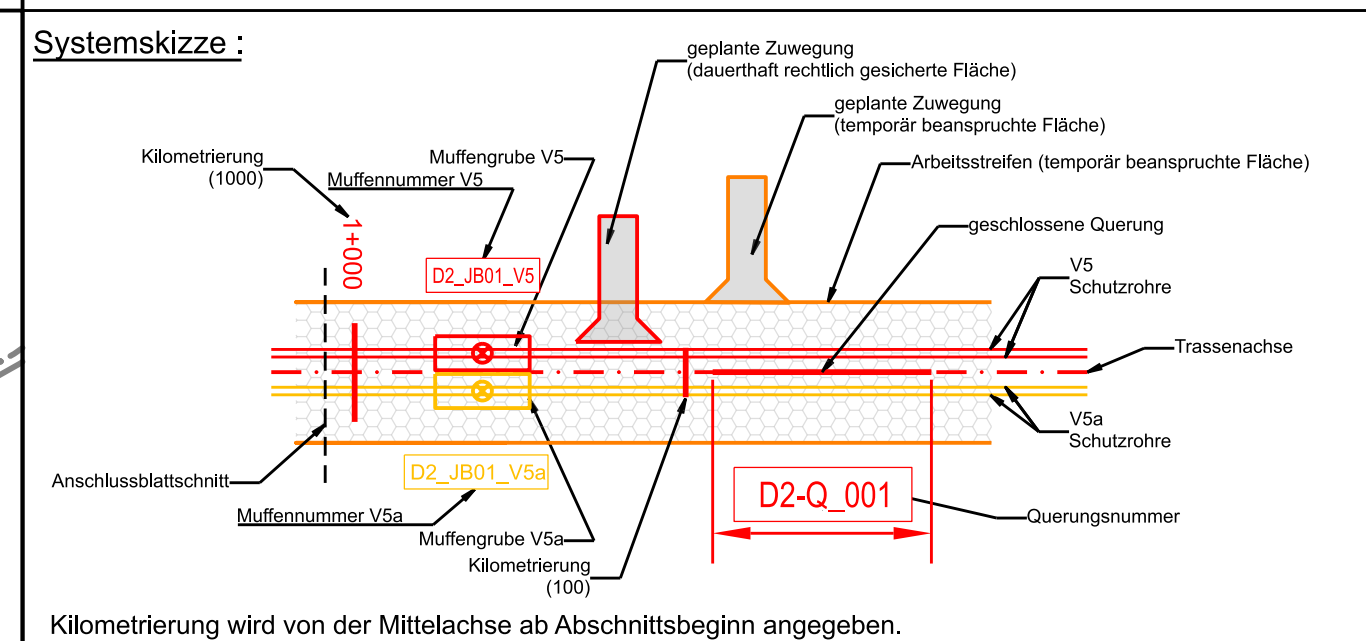 Systemskizze :
geplante Zuwegung
(dauerhaft rechtlich gesicherte Fläche)
geplante Zuwegung
(temporär beanspruchte Fläche)
Kilometrierung
(1000)
Muffengrube V5
Muffennummer V5
Arbeitsstreifen (temporär beanspruchte Fläche)
geschlossene Querung
1+000
D2_JB01_V5
V5
Schutzrohre
Trassenachse
V5a
Schutzrohre
Anschlussblattschnitt
D2_JB01_V5a
D2-Q_001
Muffennummer V5a
Querungsnummer
Muffengrube V5a
Kilometrierung
(100)
Kilometrierung wird von der Mittelachse ab Abschnittsbeginn angegeben.